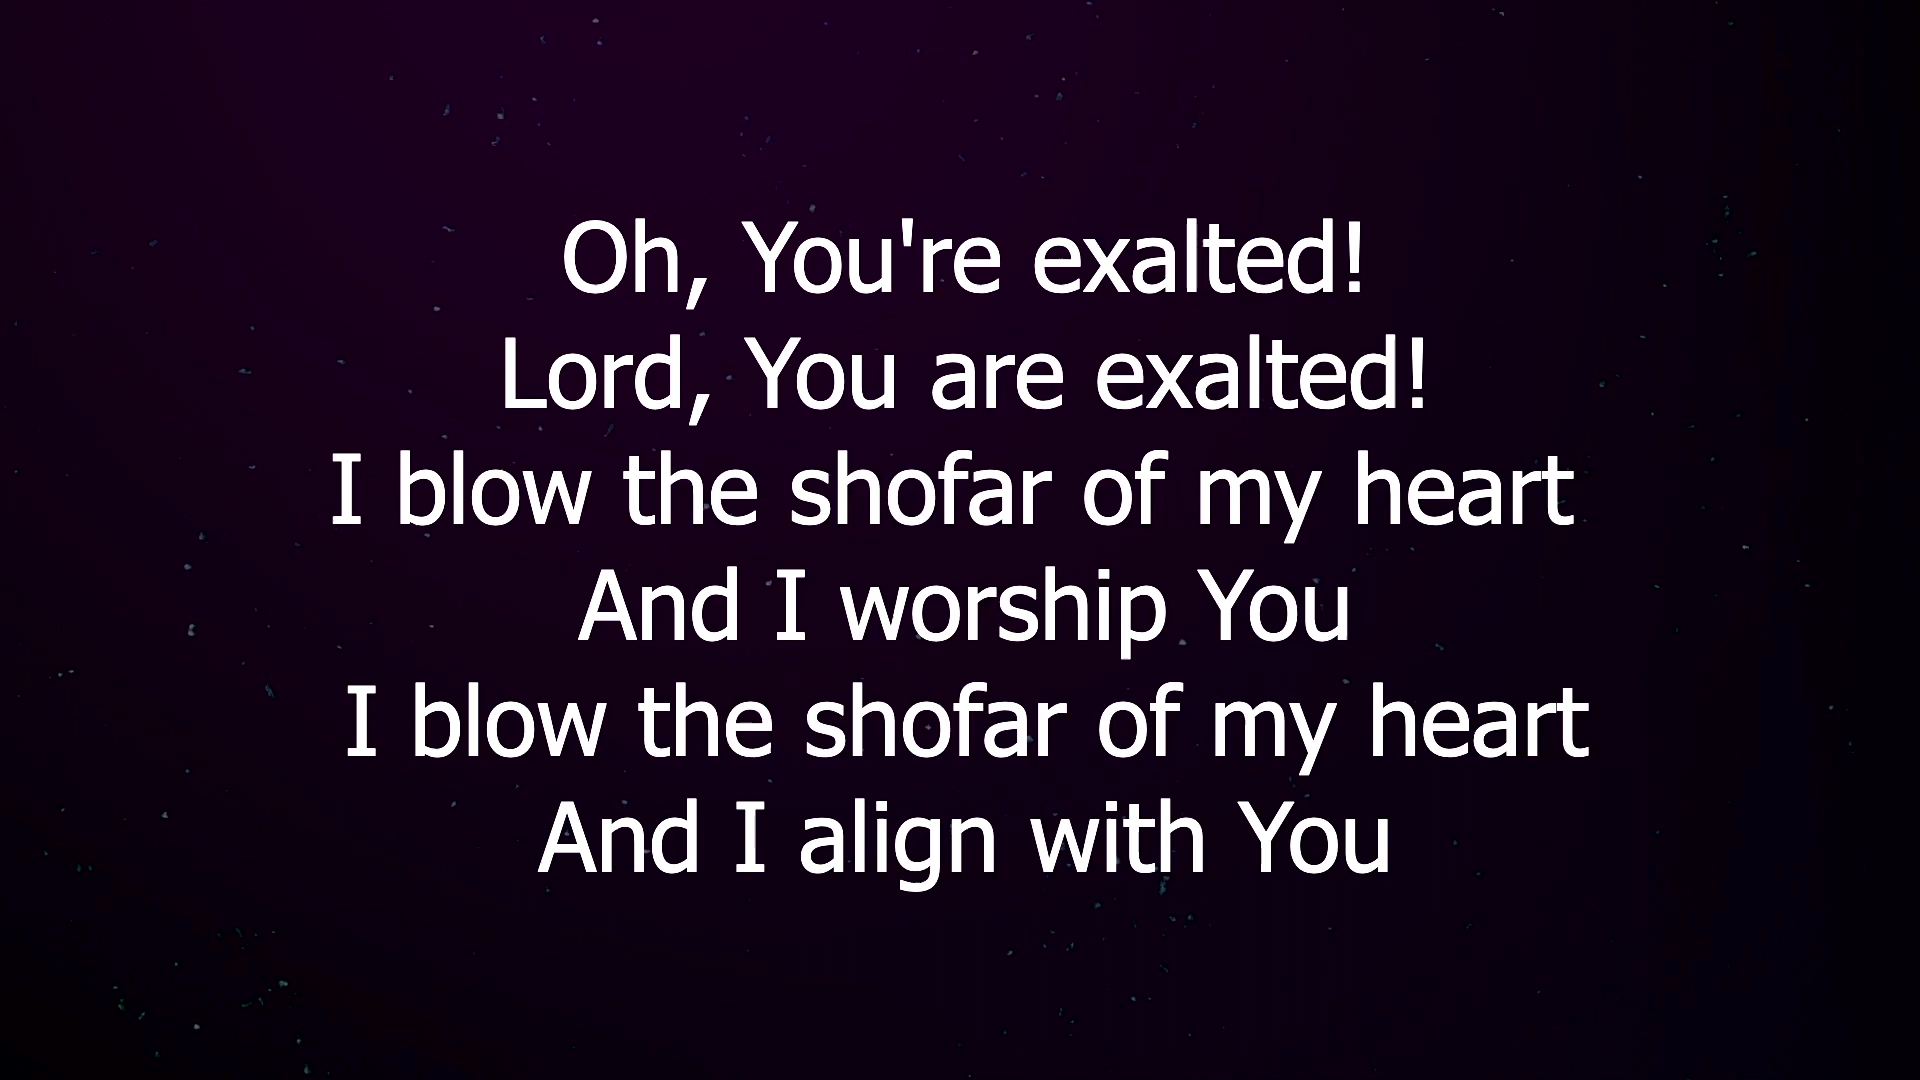 Oh, You're exalted!
Lord, You are exalted!
I blow the shofar of my heart
And I worship You
I blow the shofar of my heart
And I align with You